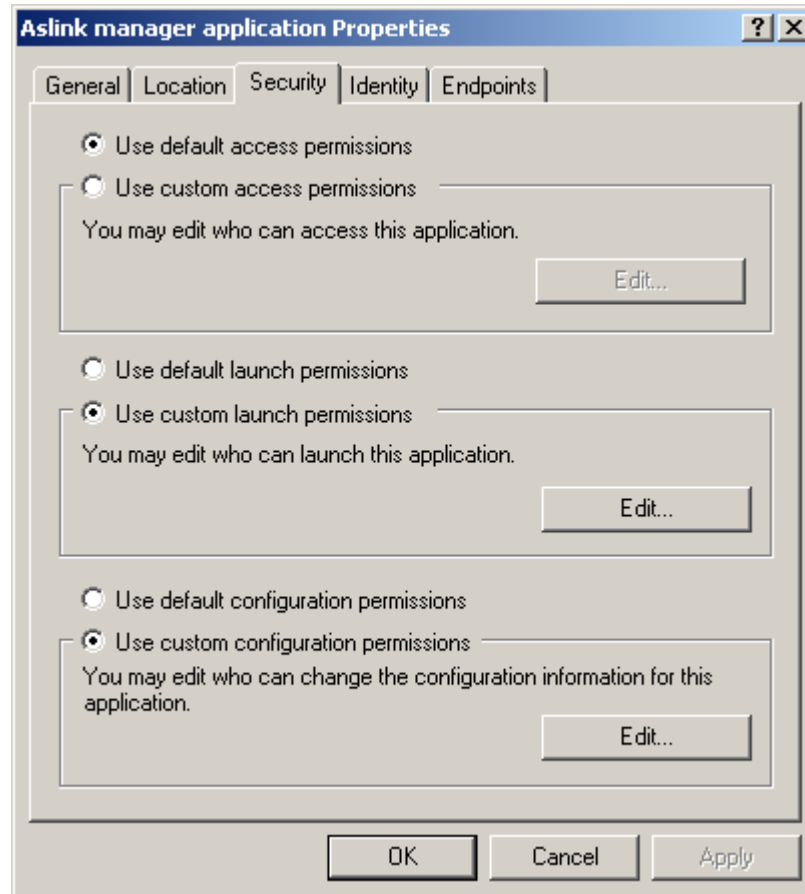 Aslink manager application Properties
General Location Security Identity Endpoints
Use default access permissions
Use custom access permissions
You may edit who can access this application.
Edit...
Use default launch permissions
Use custom launch permissions
You may edit who can launch this application.
Edit...
Use default configuration permissions
Use custom configuration permissions
You may edit who can change the configuration information for this
application.
Edit...
OK Cancel Apply